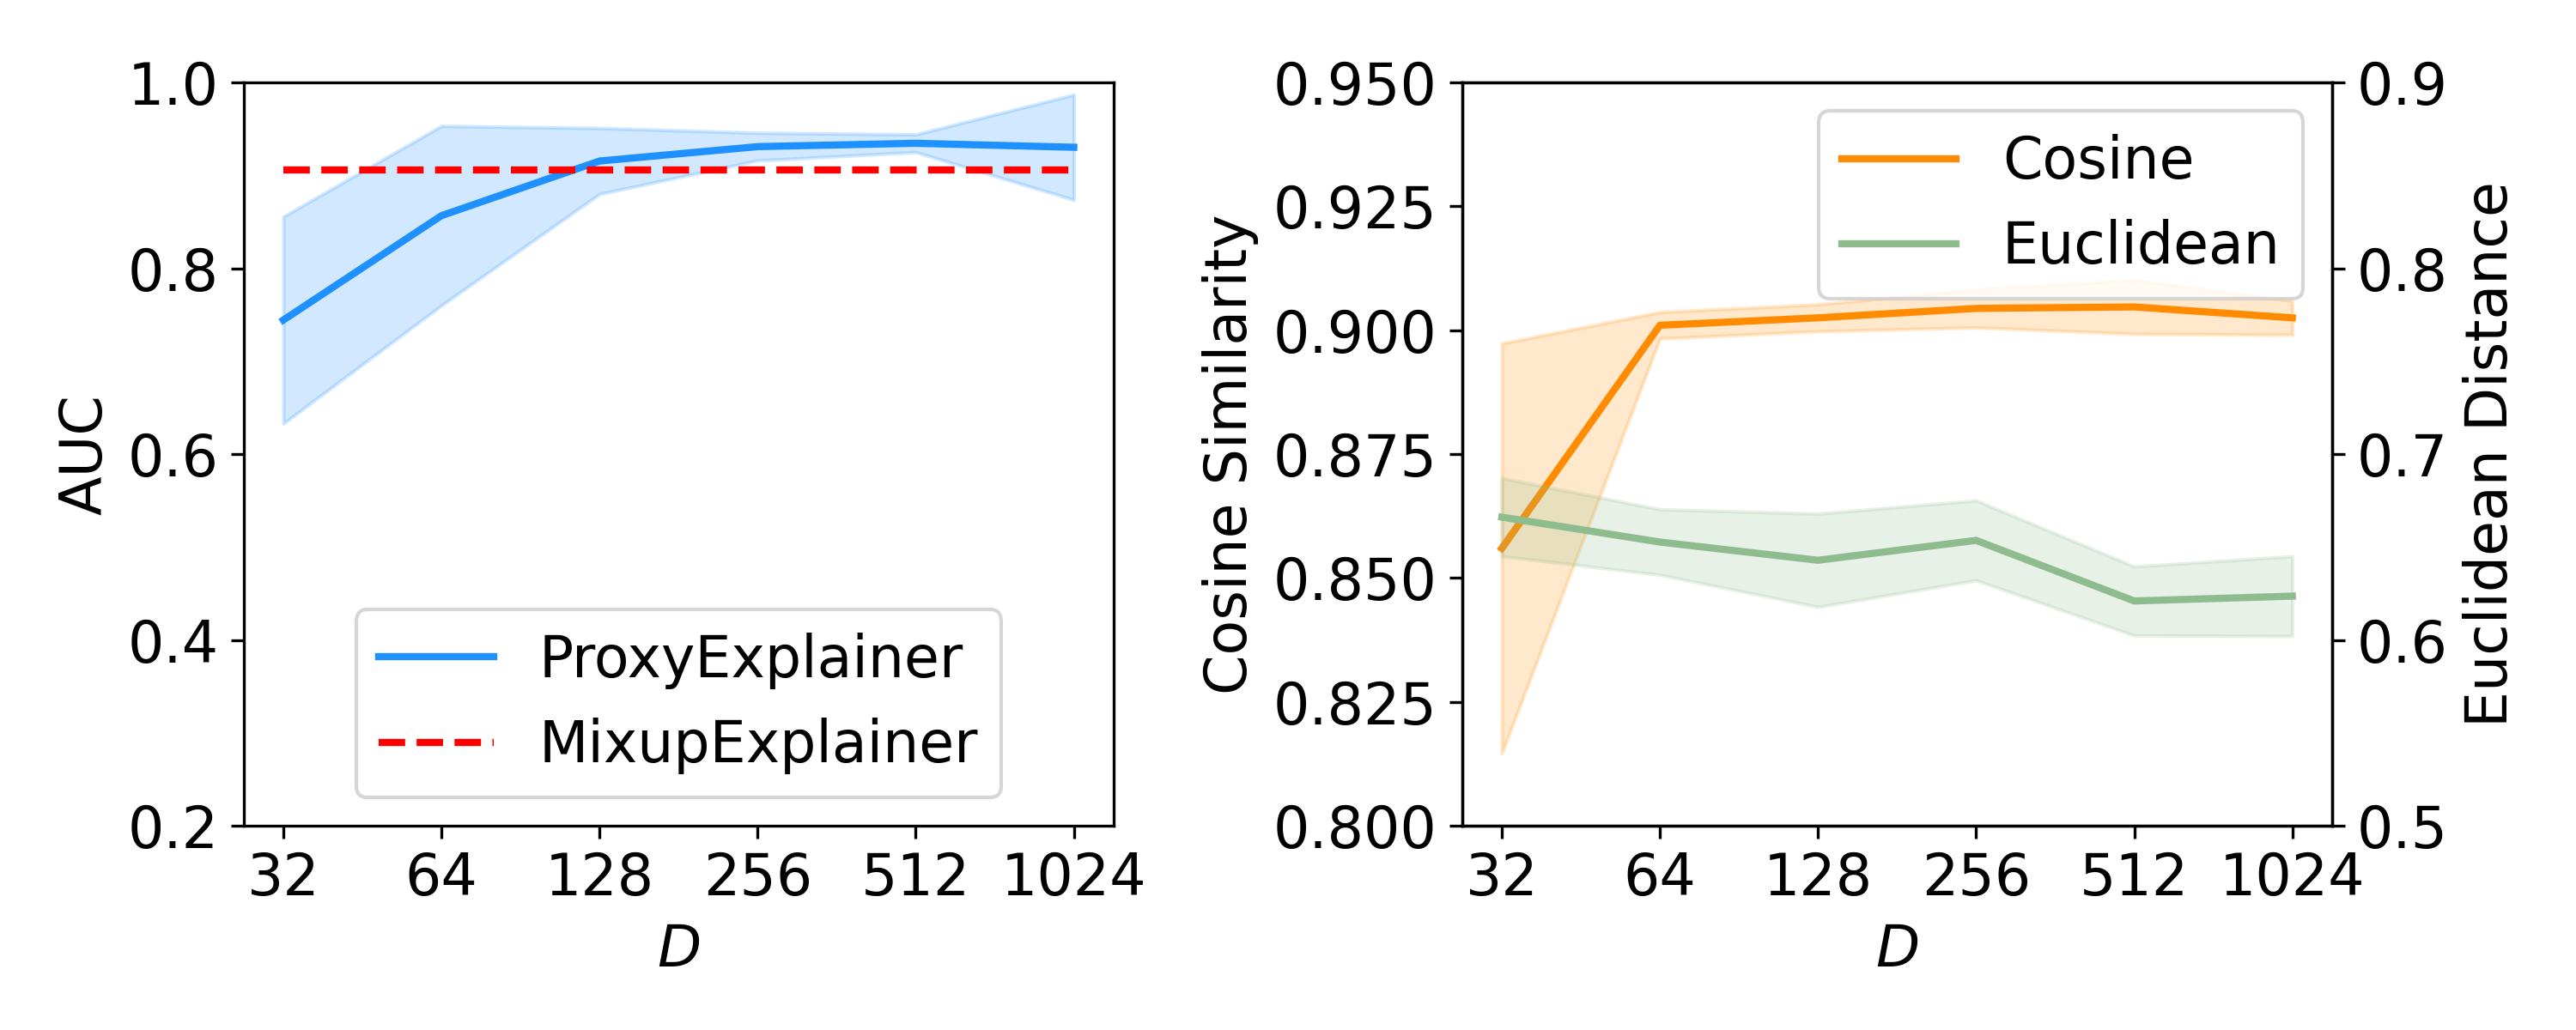 AUC
1.0
0.8
0.6
0.4
0.2
ProxyExplainer
MixupExplainer
32 64 128 256 512 1024
D
Cosine Similarity
0.950
0.925
0.900
0.875
0.850
0.825
0.800
Cosine
Euclidean
32 64 128 256 512 1024
D
0.9
0.8
0.7
0.6
0.5
Euclidean Distance